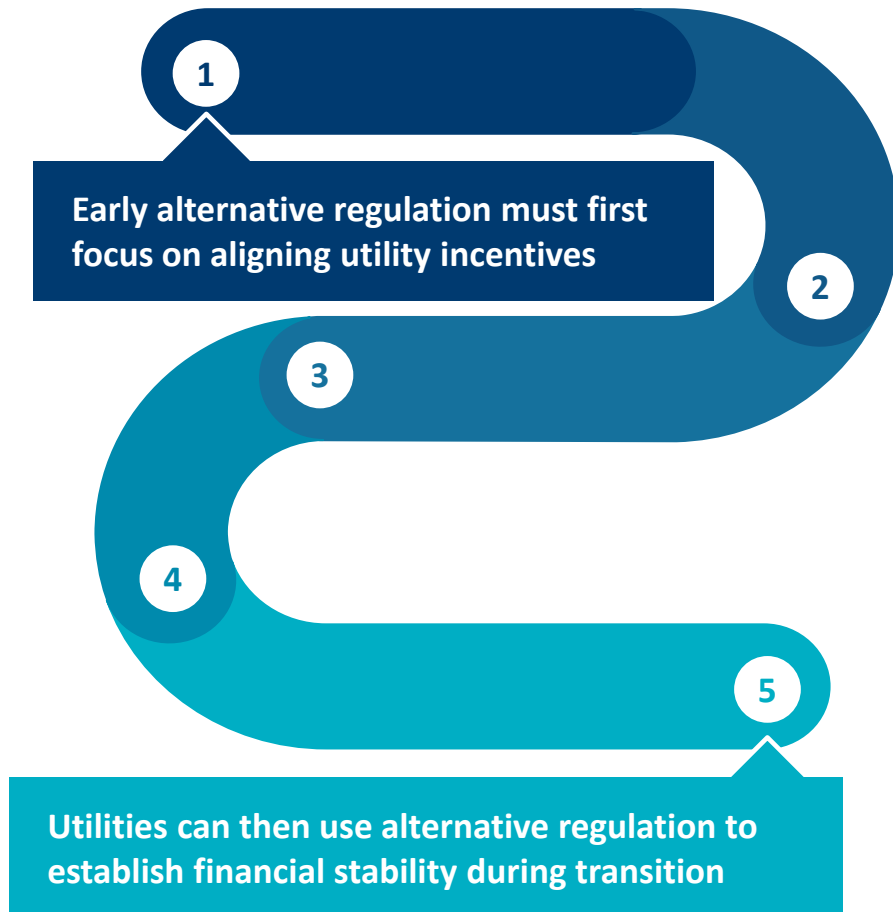 1
Early alternative regulation must first
focus on aligning utility incentives
2
3
4
5
Utilities can then use alternative regulation to
establish financial stability during transition